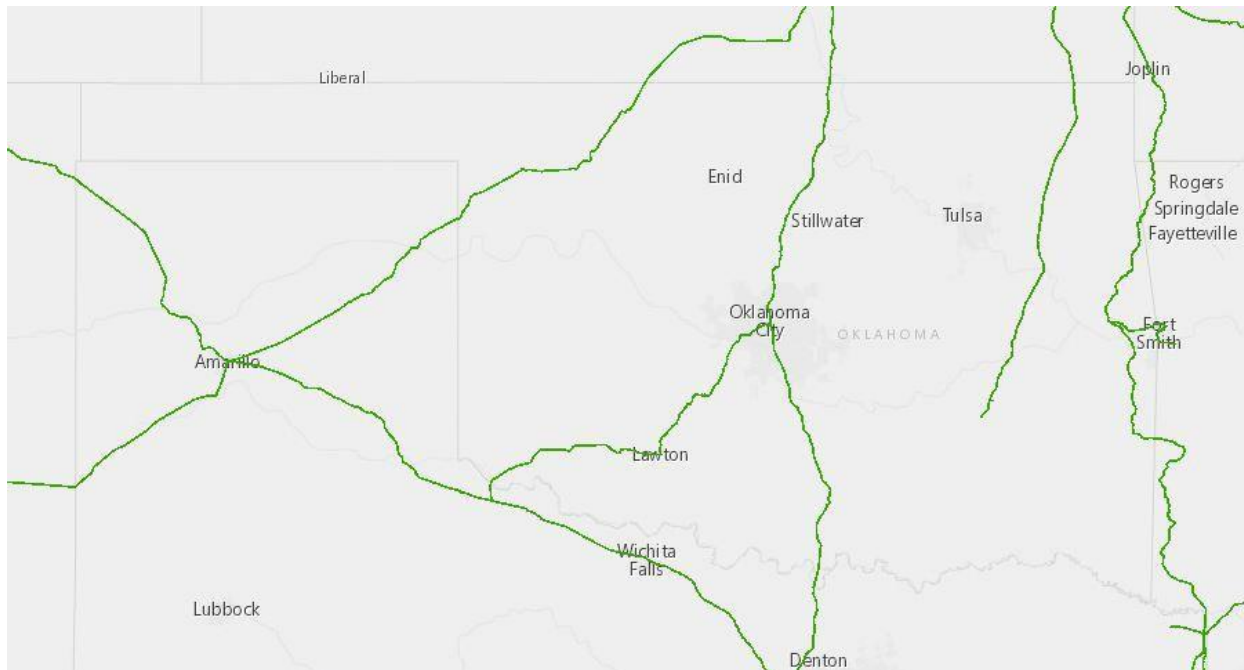 Liberal
Joplin
Enid
Rogers
Springdale
Fayetteville
Stillwater
Tulsa
Oklahoma
City
OKLAHOMA
Fort
Smith
Amarillo
Lawton
Wichita
Falls
Lubbock
Denton